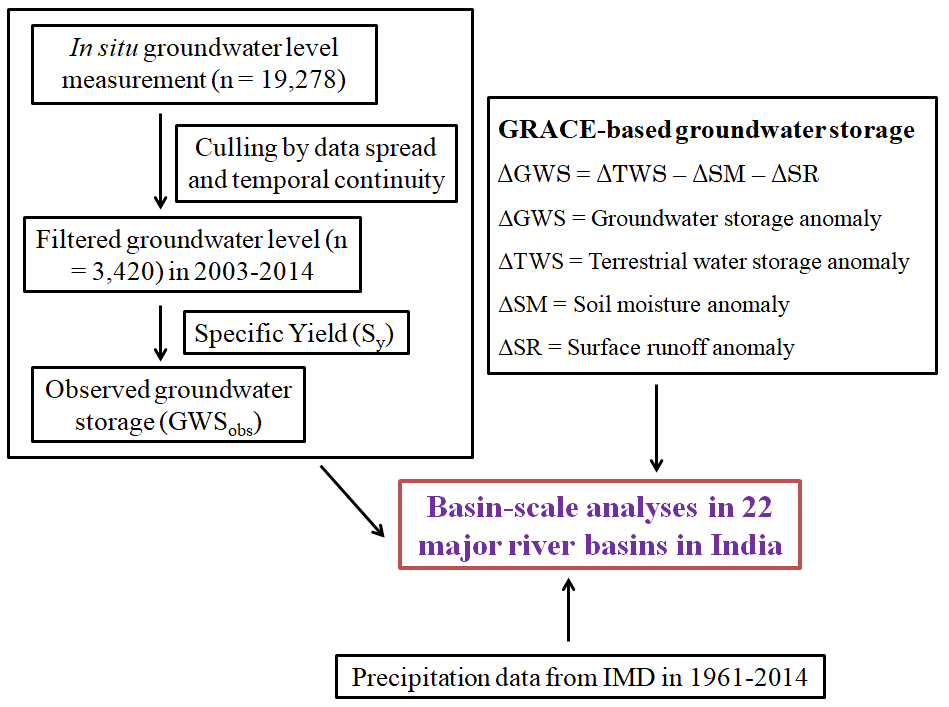 In situ groundwater level
measurement (n = 19,278)
Culling by data spread
and temporal continuity
Filtered groundwater level (n
= 3,420) in 2003-2014
Specific Yield (Sy)
Observed groundwater
storage (GWSobs)
GRACE-based groundwater storage
ΔGWS = ΔTWS – ΔSM – ΔSR
ΔGWS = Groundwater storage anomaly
ΔTWS = Terrestrial water storage anomaly
ΔSM = Soil moisture anomaly
ΔSR = Surface runoff anomaly
Basin-scale analyses in 22
major river basins in India
Precipitation data from IMD in 1961-2014